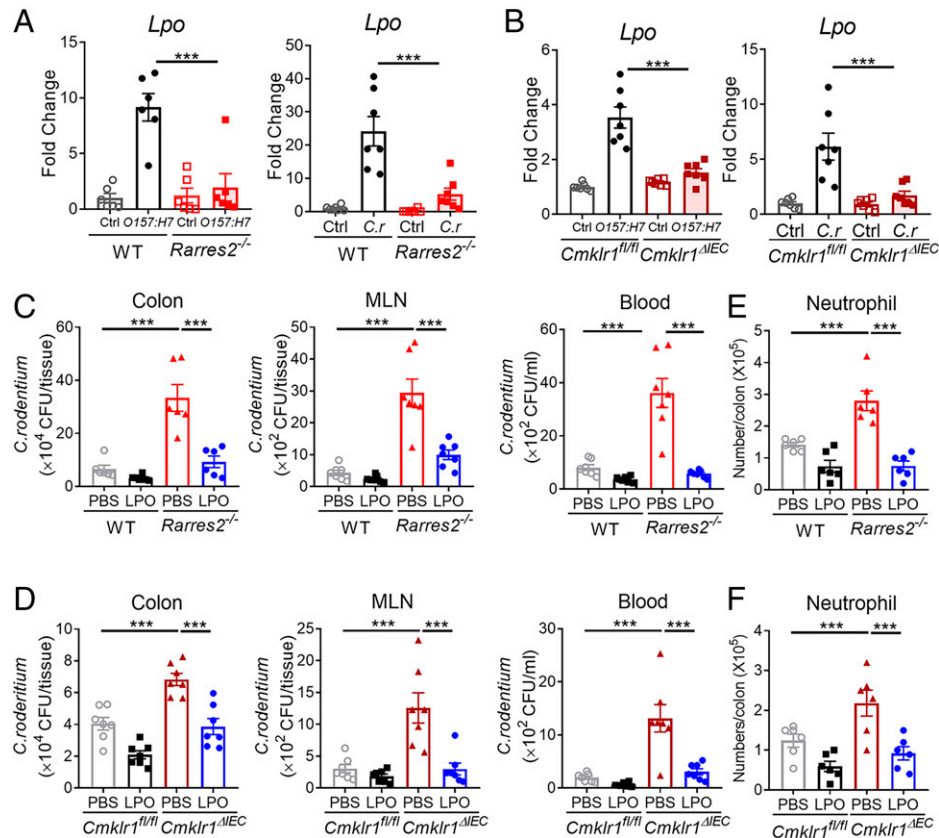 A
Lpo
Fold Change
15
10
5
0
***
Ctrl O157:H7 Ctrl O157:H7
WT Rarres2-/-
Lpo
Fold Change
50
40
30
20
10
0
***
Ctrl C.r Ctrl C.r
WT Rarres2-/-
B
Lpo
Fold Change
6
4
2
0
***
Ctrl O157:H7 Ctrl O157:H7
Cmklr1fl/fl Cmklr1ΔIEC
Lpo
Fold Change
15
10
5
0
***
Ctrl C.r Ctrl C.r
Cmklr1fl/fl Cmklr1ΔIEC
C
Colon
C.rodentium
(×10⁴ CFU/tissue)
60
40
20
0
*** ***
PBS LPO PBS LPO
WT Rarres2-/-
MLN
C.rodentium
(×10² CFU/tissue)
60
40
20
0
*** ***
PBS LPO PBS LPO
WT Rarres2-/-
Blood
C.rodentium
(×10² CFU/ml)
80
60
40
20
0
*** ***
PBS LPO PBS LPO
WT Rarres2-/-
E
Neutrophil
Number/colon (X10⁵)
5
4
3
2
1
0
*** ***
PBS LPO PBS LPO
WT Rarres2-/-
D
Colon
C.roderitium
(×10⁴ CFU/tissue)
10
8
6
4
2
0
*** ***
PBS LPO PBS LPO
Cmklr1fl/fl Cmklr1ΔIEC
MLN
C.rodentium
(×10² CFU/tissue)
25
20
15
10
5
0
*** ***
PBS LPO PBS LPO
Cmklr1fl/fl Cmklr1ΔIEC
Blood
C.rodentium
(×10² CFU/ml)
30
20
10
0
*** ***
PBS LPO PBS LPO
Cmklr1fl/fl Cmklr1ΔIEC
F
Neutrophil
Numbers/colon (X10⁵)
4
3
2
1
0
*** ***
PBS LPO PBS LPO
Cmklr1fl/fl Cmklr1ΔIEC